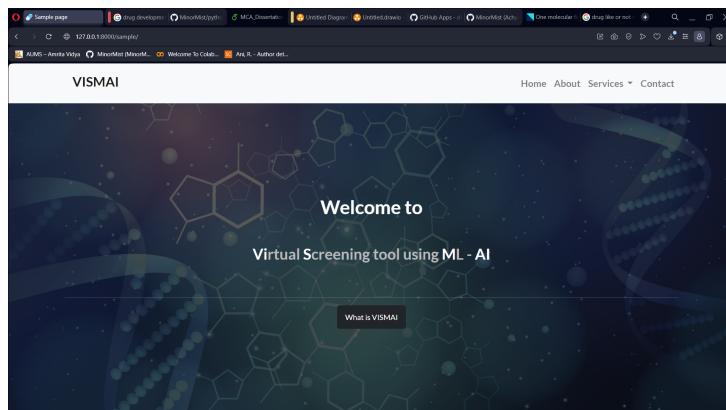 Sample page
drug developme
MinorMist/pyth
MCA_Dissertatio
Untitled Diagram
Untitled.drawio
GitHub Apps - d
MinorMist (Achy
One molecular f
drug like or not
127.0.0.1:8000/sample/
AUMS – Amrita Vidya
MinorMist (MinorM...
Welcome To Colab...
Ani, R. - Author det...
VISMAI
Home About Services Contact
Welcome to
Virtual Screening tool using ML - AI
What is VISMAI